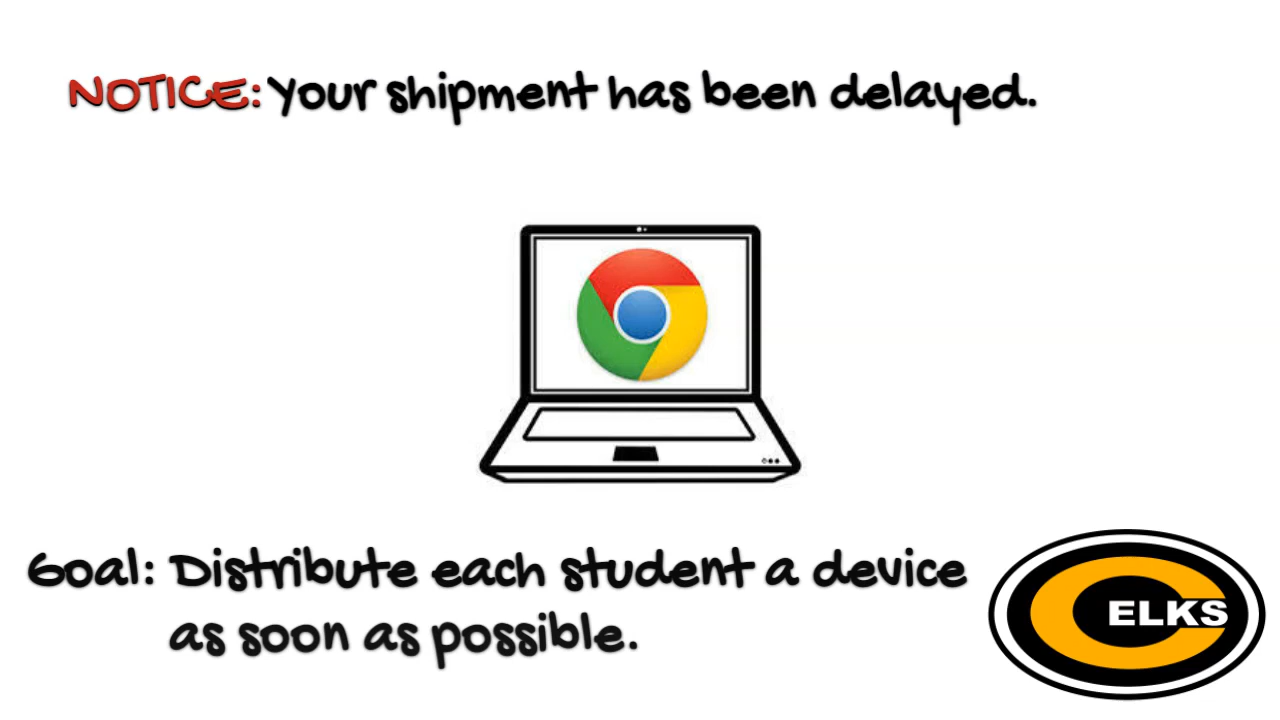 NOTICE: Your shipment has been delayed.
Goal: Distribute each student a device
as soon as possible.
C ELKS